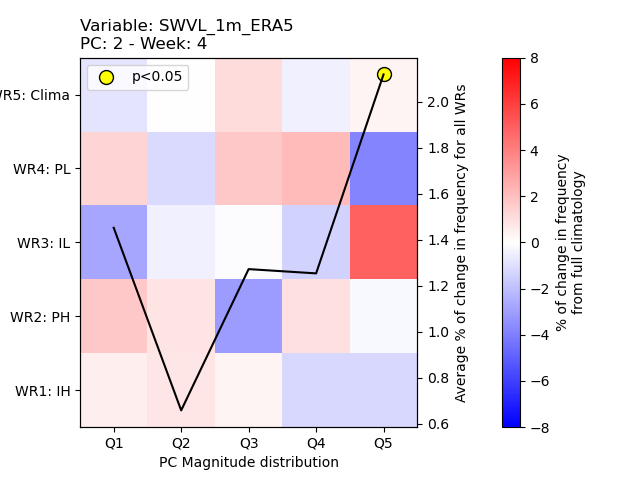 Variable: SWVL_1m_ERA5
PC: 2 - Week: 4
p<0.05
WR5: Clima
WR4: PL
WR3: IL
WR2: PH
WR1: IH
Q1 Q2 Q3 Q4 Q5
PC Magnitude distribution
2.0
1.8
1.6
1.4
1.2
1.0
0.8
0.6
Average % of change in frequency for all WRs
8
6
4
2
0
−2
−4
−6
−8
% of change in frequency
from full climatology